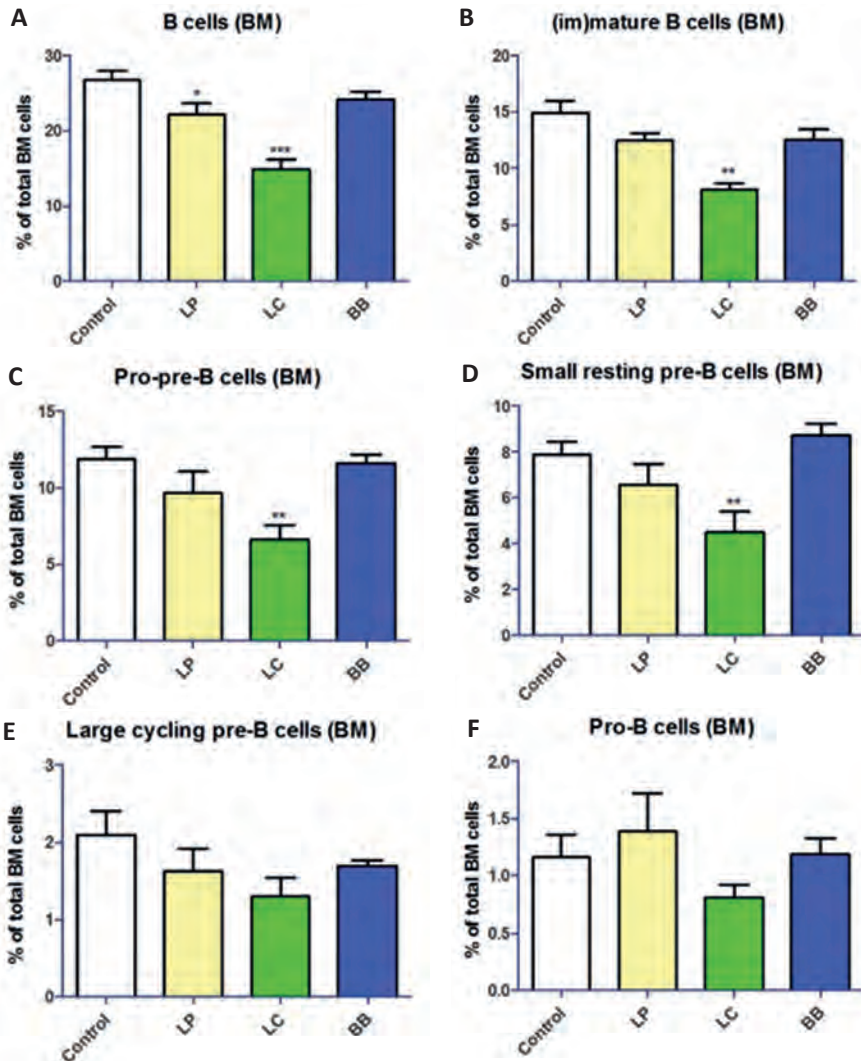 A
B cells (BM)
% of total BM cells
30
20
10
0
*
***
Control
LP
LC
BB
B
(im)mature B cells (BM)
% of total BM cells
20
15
10
5
0
**
Control
LP
LC
BB
C
Pro-pre-B cells (BM)
% of total BM cells
15
10
5
0
**
Control
LP
LC
BB
D
Small resting pre-B cells (BM)
% of total BM cells
10
8
6
4
2
0
**
Control
LP
LC
BB
E
Large cycling pre-B cells (BM)
% of total BM cells
3
2
1
0
Control
LP
LC
BB
F
Pro-B cells (BM)
% of total BM cells
2.0
1.5
1.0
0.5
0.0
Control
LP
LC
BB